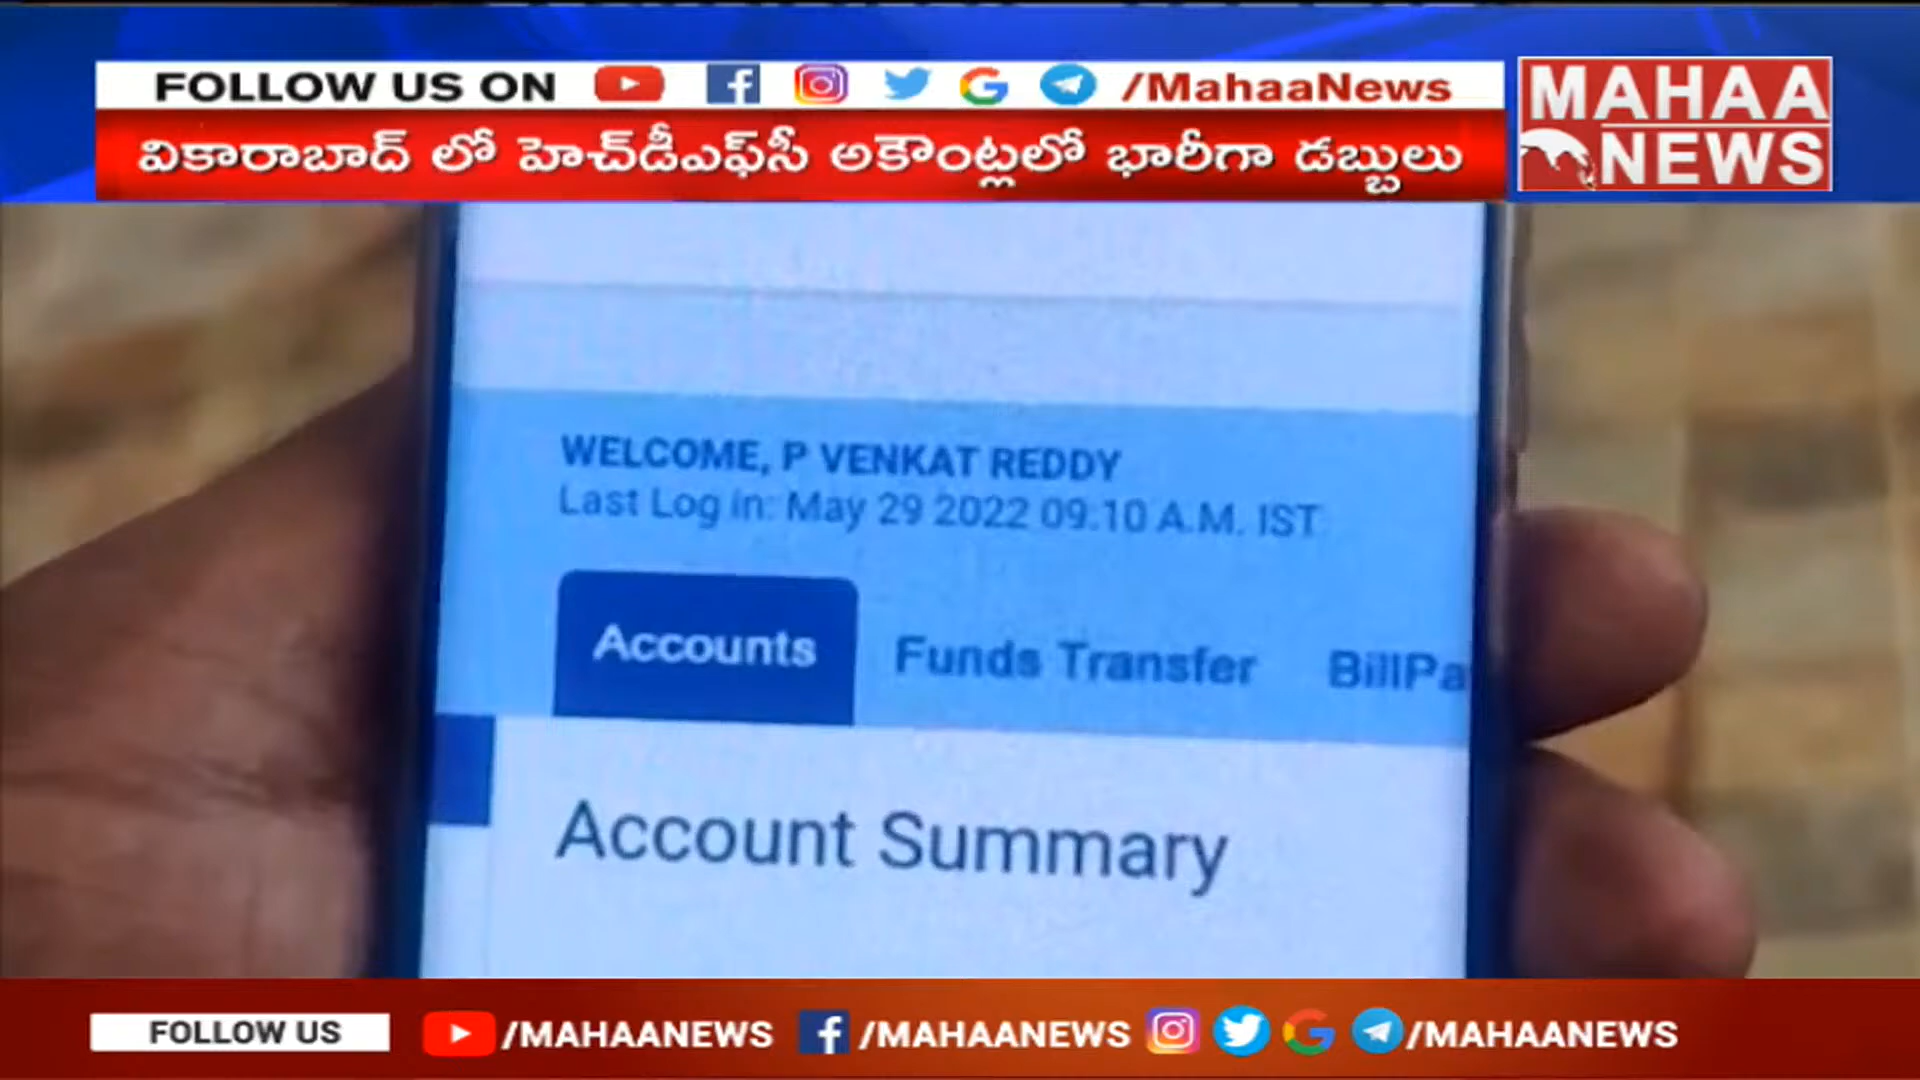 FOLLOW US ON /MahaaNews
MAHAA
NEWS
వికారాబాద్ లో హెచ్‌డీఎఫ్‌సీ అకౌంట్లలో భారీగా డబ్బులు
WELCOME, P VENKAT REDDY
Last Log in: May 29 2022 09:10 A.M. IST
Accounts Funds Transfer BillPa
Account Summary
FOLLOW US /MAHAANEWS /MAHAANEWS /MAHAANEWS